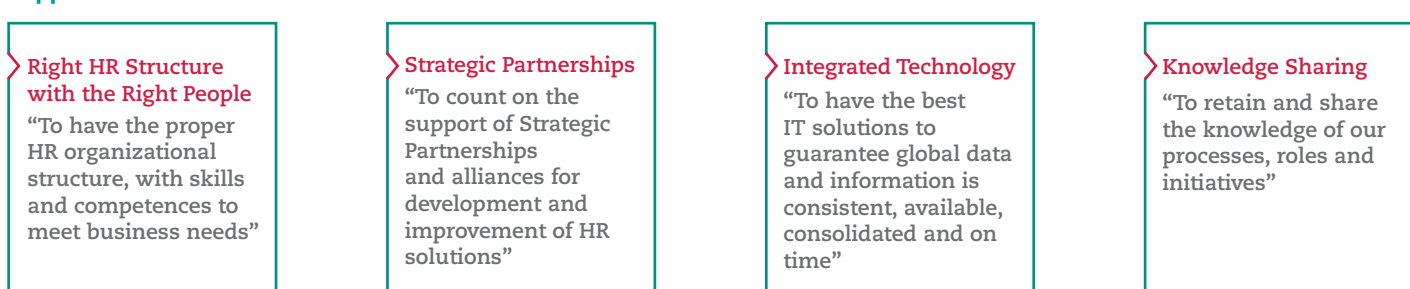 Right HR Structure
with the Right People
“To have the proper
HR organizational
structure, with skills
and competences to
meet business needs”
Strategic Partnerships
“To count on the
support of Strategic
Partnerships
and alliances for
development and
improvement of HR
solutions”
Integrated Technology
“To have the best
IT solutions to
guarantee global data
and information is
consistent, available,
consolidated and on
time”
Knowledge Sharing
“To retain and share
the knowledge of our
processes, roles and
initiatives”